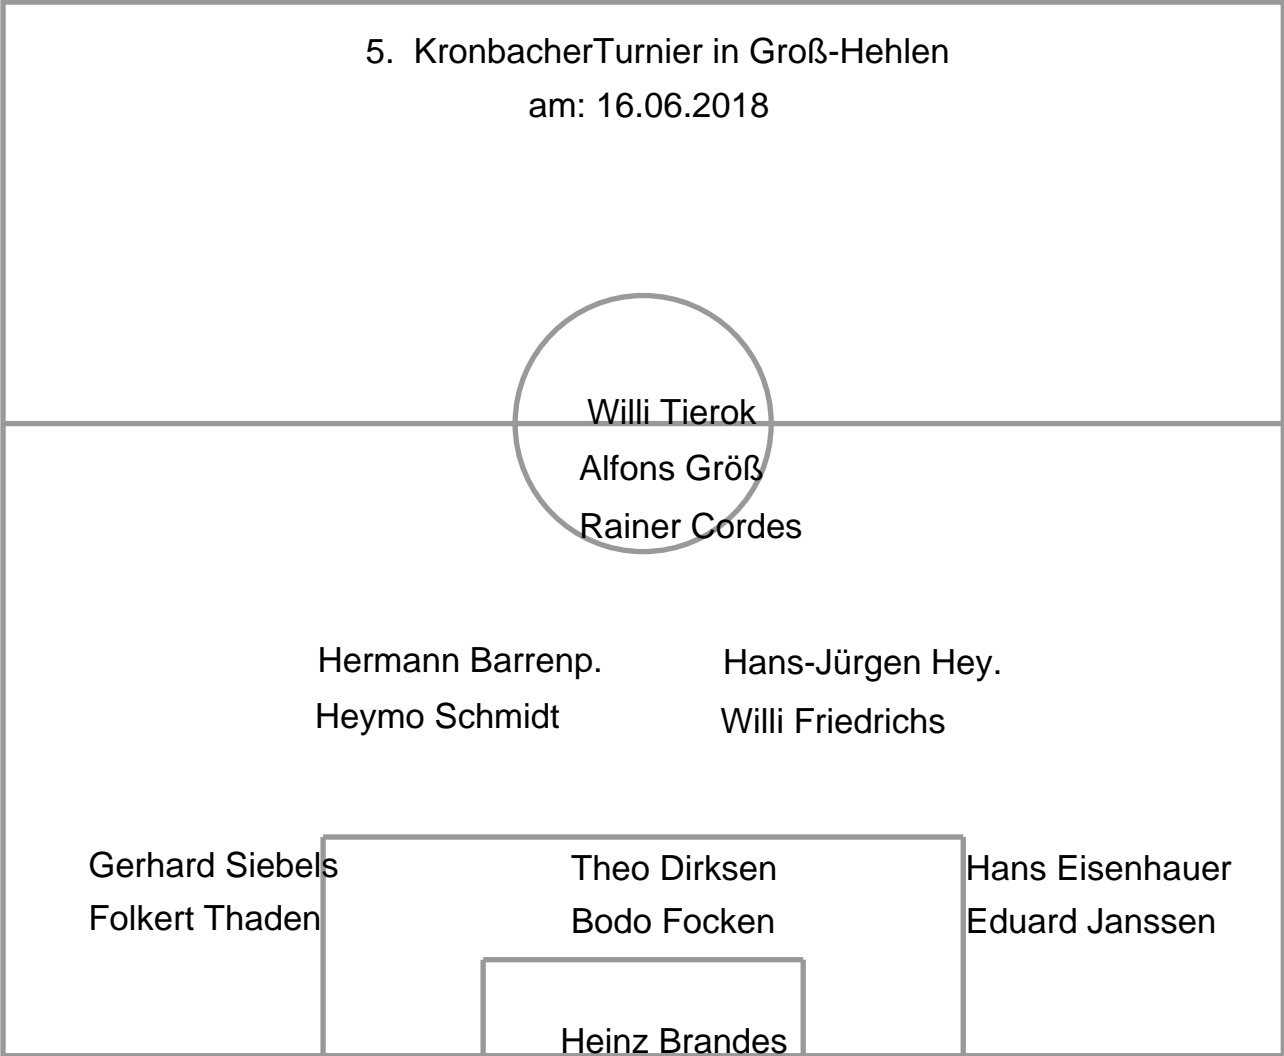 5. KronbacherTurnier in Groß-Hehlen
am: 16.06.2018
Willi Tierok
Alfons Größ
Rainer Cordes
Hermann Barrenp.
Hans-Jürgen Hey.
Heymo Schmidt
Willi Friedrichs
Gerhard Siebels
Theo Dirksen
Hans Eisenhauer
Folkert Thaden
Bodo Focken
Eduard Janssen
Heinz Brandes